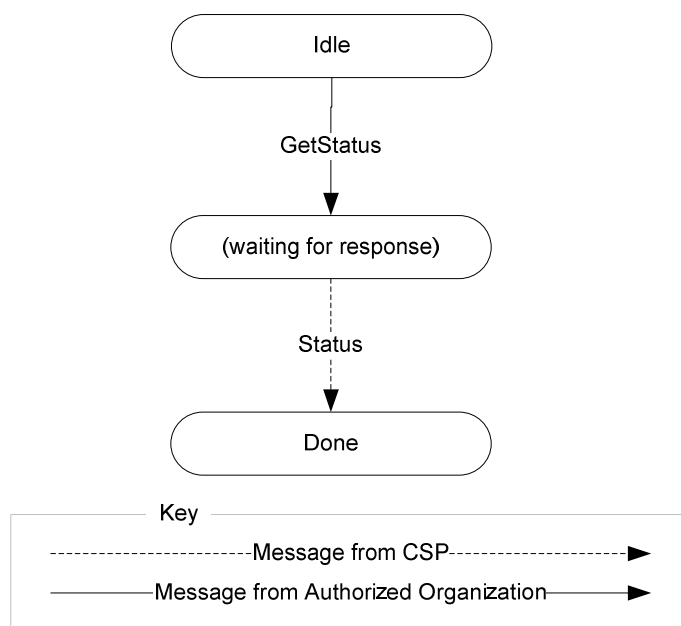 Idle
GetStatus
(waiting for response)
Status
Done
Key
Message from CSP
Message from Authorized Organization